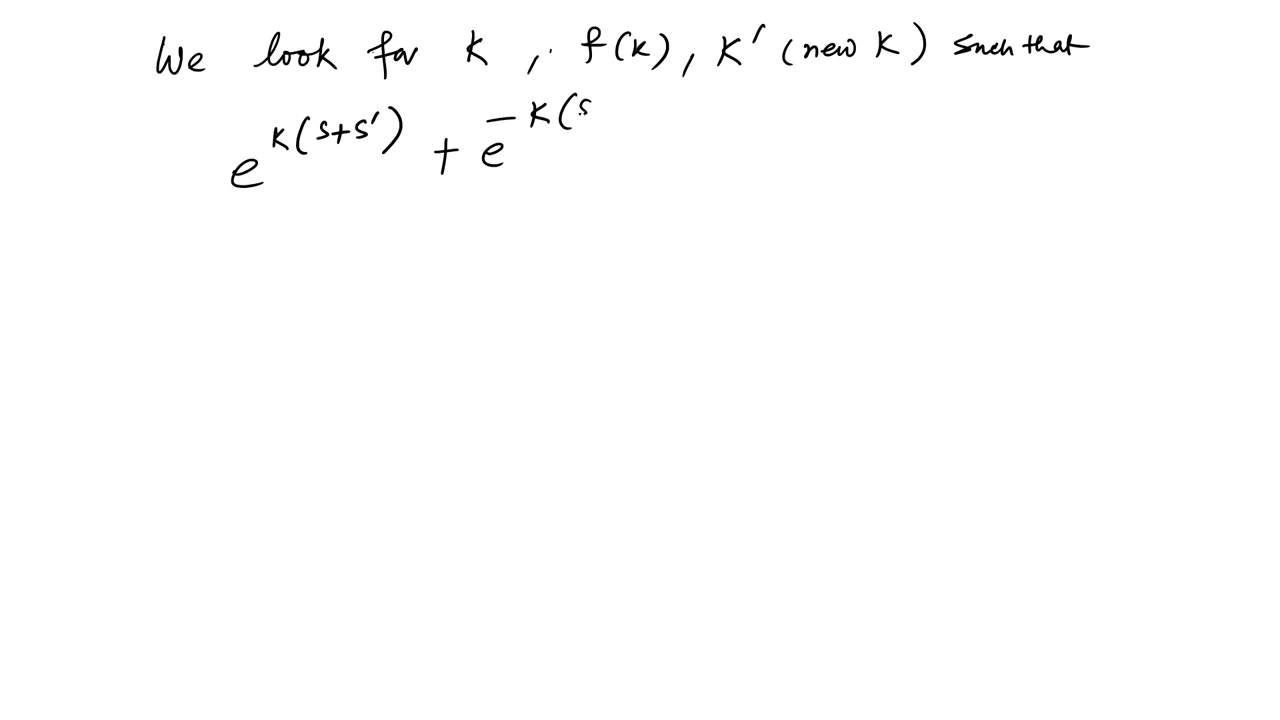 We look for K, f(K), K′ (new K) such that
e^{K(s+s′)} + e^{-K(s